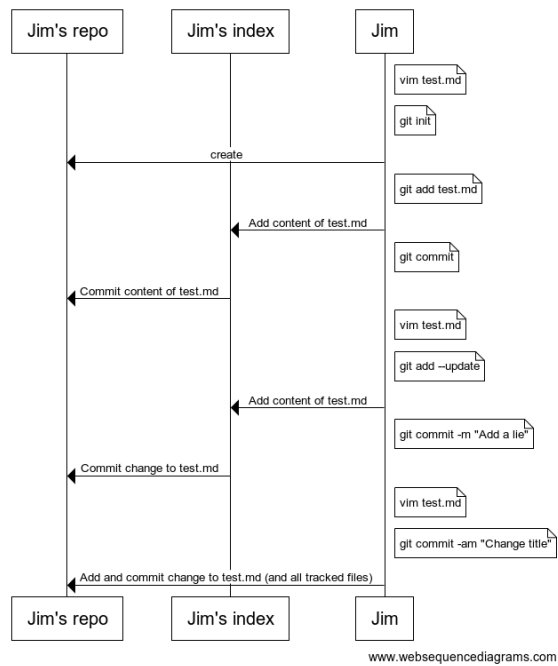 Jim's repo
Jim's index
Jim
vim test.md
git init
create
git add test.md
Add content of test.md
git commit
Commit content of test.md
vim test.md
git add --update
Add content of test.md
git commit -m "Add a lie"
Commit change to test.md
vim test.md
git commit -am "Change title"
Add and commit change to test.md (and all tracked files)
Jim's repo
Jim's index
Jim
www.websequencediagrams.com